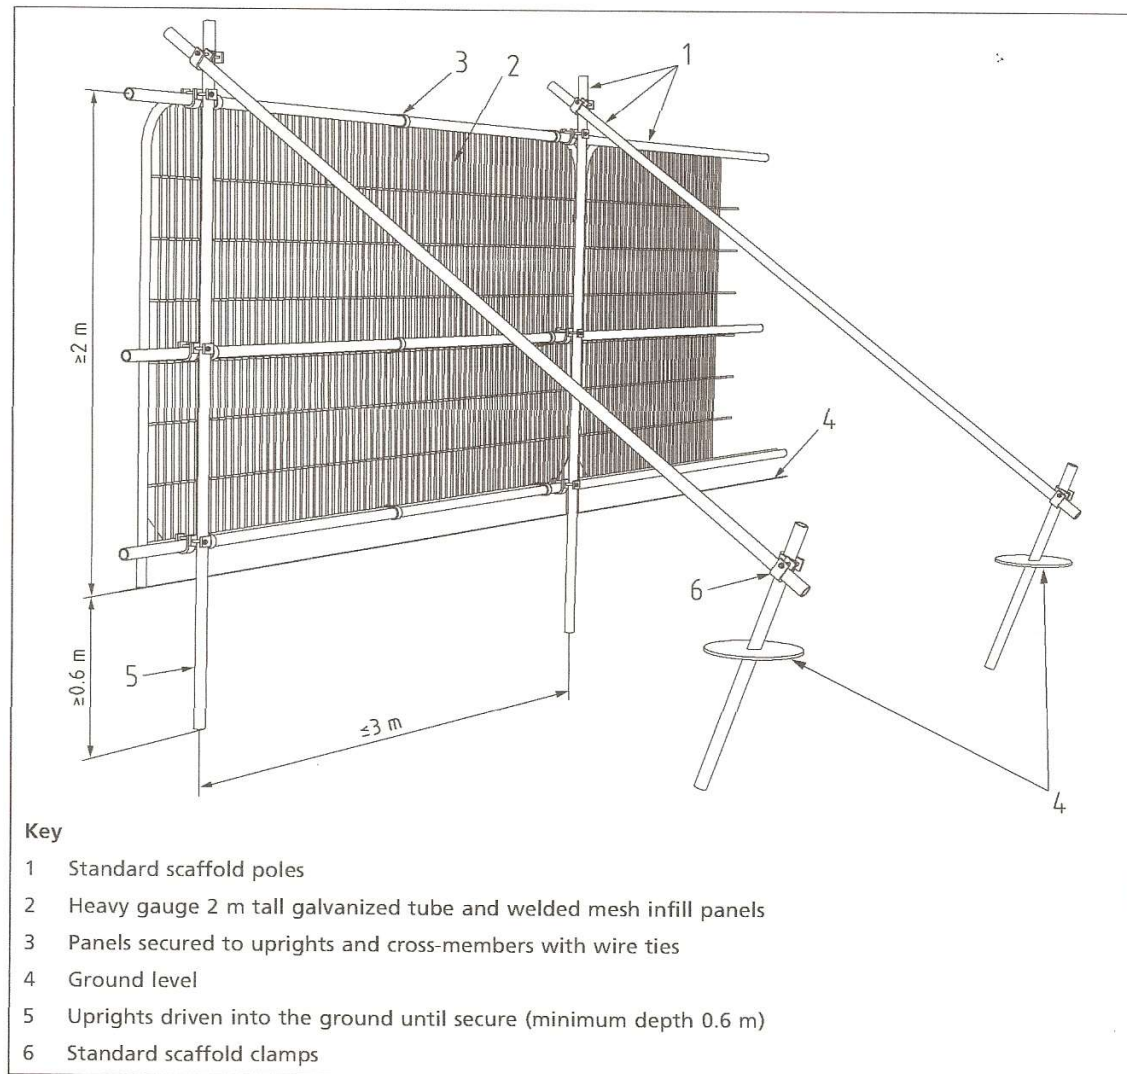 1
3
2
4
≥2 m
6
5
≥0.6 m
≤3 m
4
Key
1 Standard scaffold poles
2 Heavy gauge 2 m tall galvanized tube and welded mesh infill panels
3 Panels secured to uprights and cross-members with wire ties
4 Ground level
5 Uprights driven into the ground until secure (minimum depth 0.6 m)
6 Standard scaffold clamps